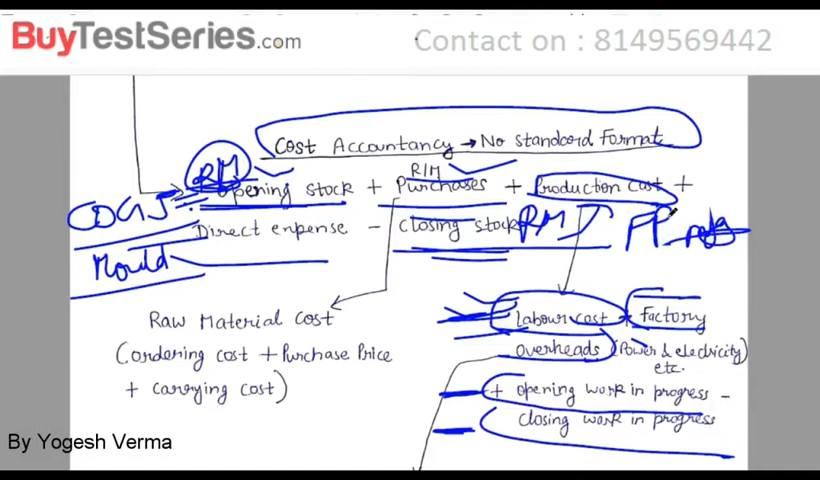 BuyTestSeries.com
Contact on : 8149569442
Cost Accountancy → No standard Format
RM
R/M
Opening stock + Purchases + Production cost +
COGS
Direct expense - closing stock RM FP
Mould
Raw Material Cost
(ordering cost + Purchase Price
+ carrying cost)
Labour cost + Factory
overheads (Power & electricity)
etc.
+ opening work in progress -
closing work in progress
By Yogesh Verma